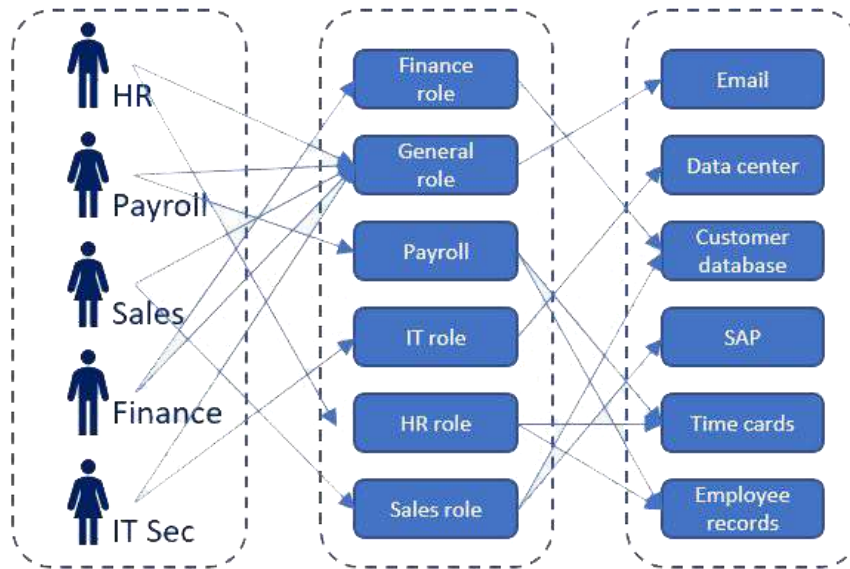 HR
Payroll
Sales
Finance
IT Sec
Finance
role
General
role
Payroll
IT role
HR role
Sales role
Email
Data center
Customer
database
SAP
Time cards
Employee
records